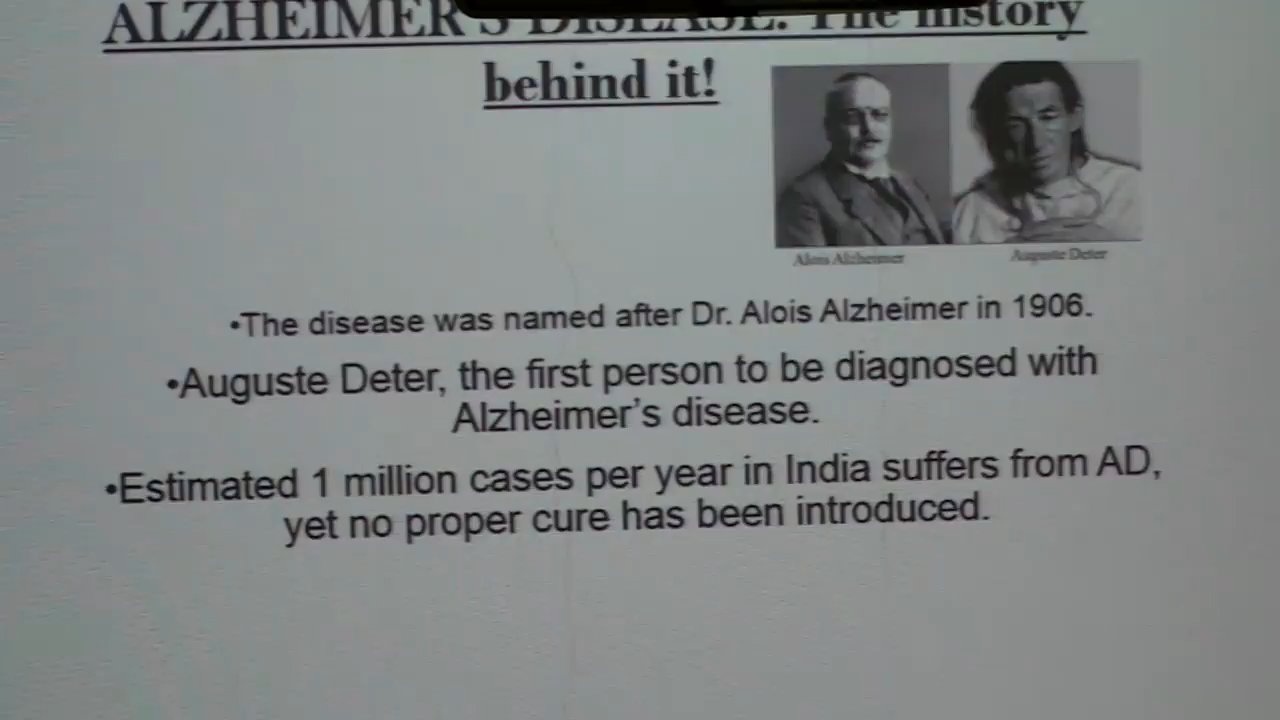 ALZHEIMER'S DISEASE: The history
behind it!
Alois Alzheimer
Auguste Deter
•The disease was named after Dr. Alois Alzheimer in 1906.
•Auguste Deter, the first person to be diagnosed with
Alzheimer’s disease.
•Estimated 1 million cases per year in India suffers from AD,
yet no proper cure has been introduced.